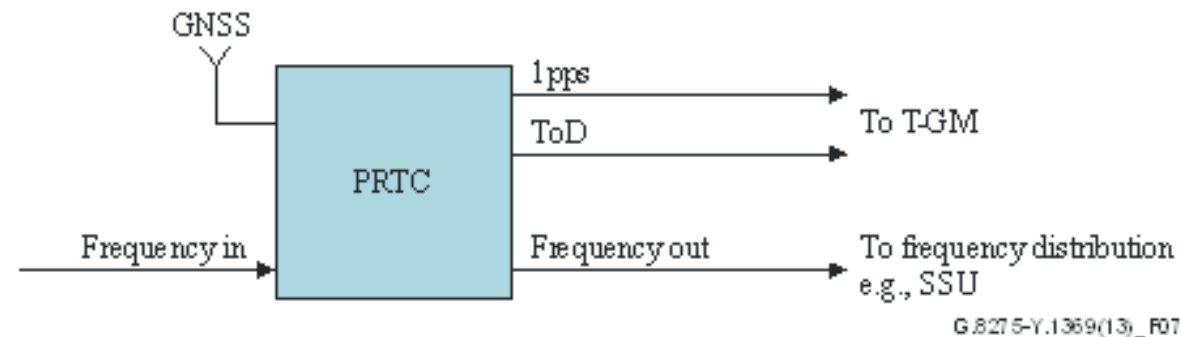 GNSS
1pps
ToD
To T-GM
PRTC
Frequency in
Frequency out
To frequency distribution
e.g., SSU
G.8275-Y.1369(13)_F07